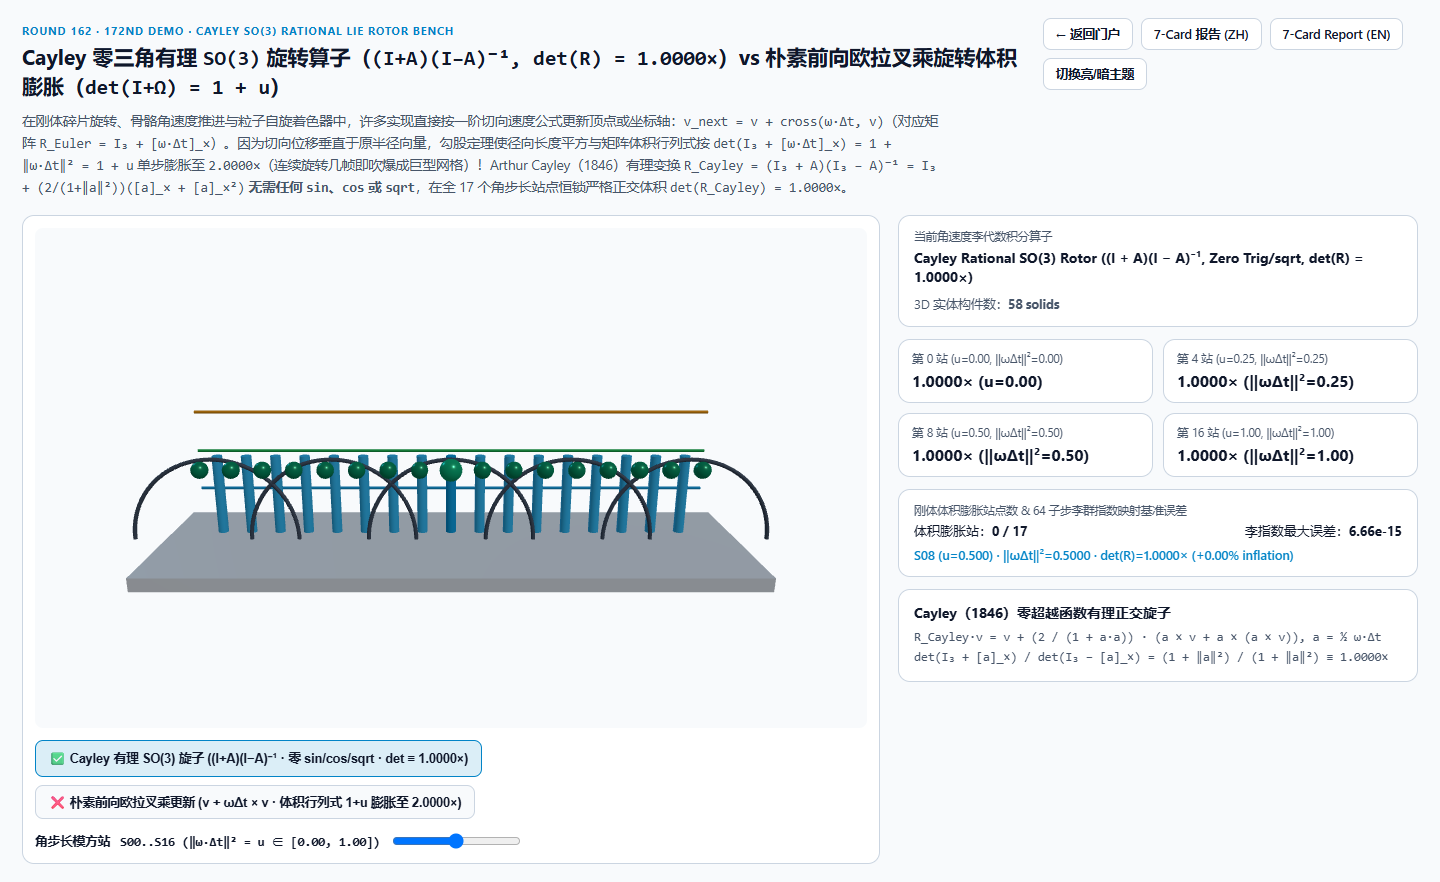 ROUND 162 · 172ND DEMO · CAYLEY SO(3) RATIONAL LIE ROTOR BENCH
Cayley 零三角有理 SO(3) 旋转算子（(I+A)(I−A)⁻¹, det(R) = 1.0000×）vs 朴素前向欧拉叉乘旋转体积
膨胀（det(I+Ω) = 1 + u）
← 返回门户
7-Card 报告 (ZH)
7-Card Report (EN)
切换亮/暗主题
在刚体碎片旋转、骨骼角速度推进与粒子自旋着色器中，许多实现直接按一阶切向速度公式更新顶点或坐标轴：v_next = v + cross(ω·Δt, v)（对应矩
阵 R_Euler = I₃ + [ω·Δt]_x）。因为切向位移垂直于原半径向量，勾股定理使径向长度平方与矩阵体积行列式按 det(I₃ + [ω·Δt]_x) = 1 +
‖ω·Δt‖² = 1 + u 单步膨胀至 2.0000×（连续旋转几帧即吹爆成巨型网格）！Arthur Cayley（1846）有理变换 R_Cayley = (I₃ + A)(I₃ − A)⁻¹ = I₃
+ (2/(1+‖a‖²))([a]_x + [a]_x²) 无需任何 sin、cos 或 sqrt，在全 17 个角步长站点恒锁严格正交体积 det(R_Cayley) = 1.0000×。
当前角速度李代数积分算子
Cayley Rational SO(3) Rotor ((I + A)(I − A)⁻¹, Zero Trig/sqrt, det(R) =
1.0000×)
3D 实体构件数：58 solids
第 0 站 (u=0.00, ||ωΔt||²=0.00)
1.0000× (u=0.00)
第 4 站 (u=0.25, ||ωΔt||²=0.25)
1.0000× (||ωΔt||²=0.25)
第 8 站 (u=0.50, ||ωΔt||²=0.50)
1.0000× (||ωΔt||²=0.50)
第 16 站 (u=1.00, ||ωΔt||²=1.00)
1.0000× (||ωΔt||²=1.00)
刚体体积膨胀站点数 & 64 子步李群指数映射基准误差
体积膨胀站：0 / 17
李指数最大误差：6.66e-15
S08 (u=0.500) · ||ωΔt||²=0.5000 · det(R)=1.0000× (+0.00% inflation)
Cayley（1846）零超越函数有理正交旋子
R_Cayley·v = v + (2 / (1 + a·a)) · (a × v + a × (a × v)), a = ½ ω·Δt
det(I₃ + [a]_x) / det(I₃ − [a]_x) = (1 + ‖a‖²) / (1 + ‖a‖²) ≡ 1.0000×
✅ Cayley 有理 SO(3) 旋子 ((I+A)(I−A)⁻¹ · 零 sin/cos/sqrt · det ≡ 1.0000×)
❌ 朴素前向欧拉叉乘更新 (v + ωΔt × v · 体积行列式 1+u 膨胀至 2.0000×)
角步长模方站 S00..S16 (‖ω·Δt‖² = u ∈ [0.00, 1.00])